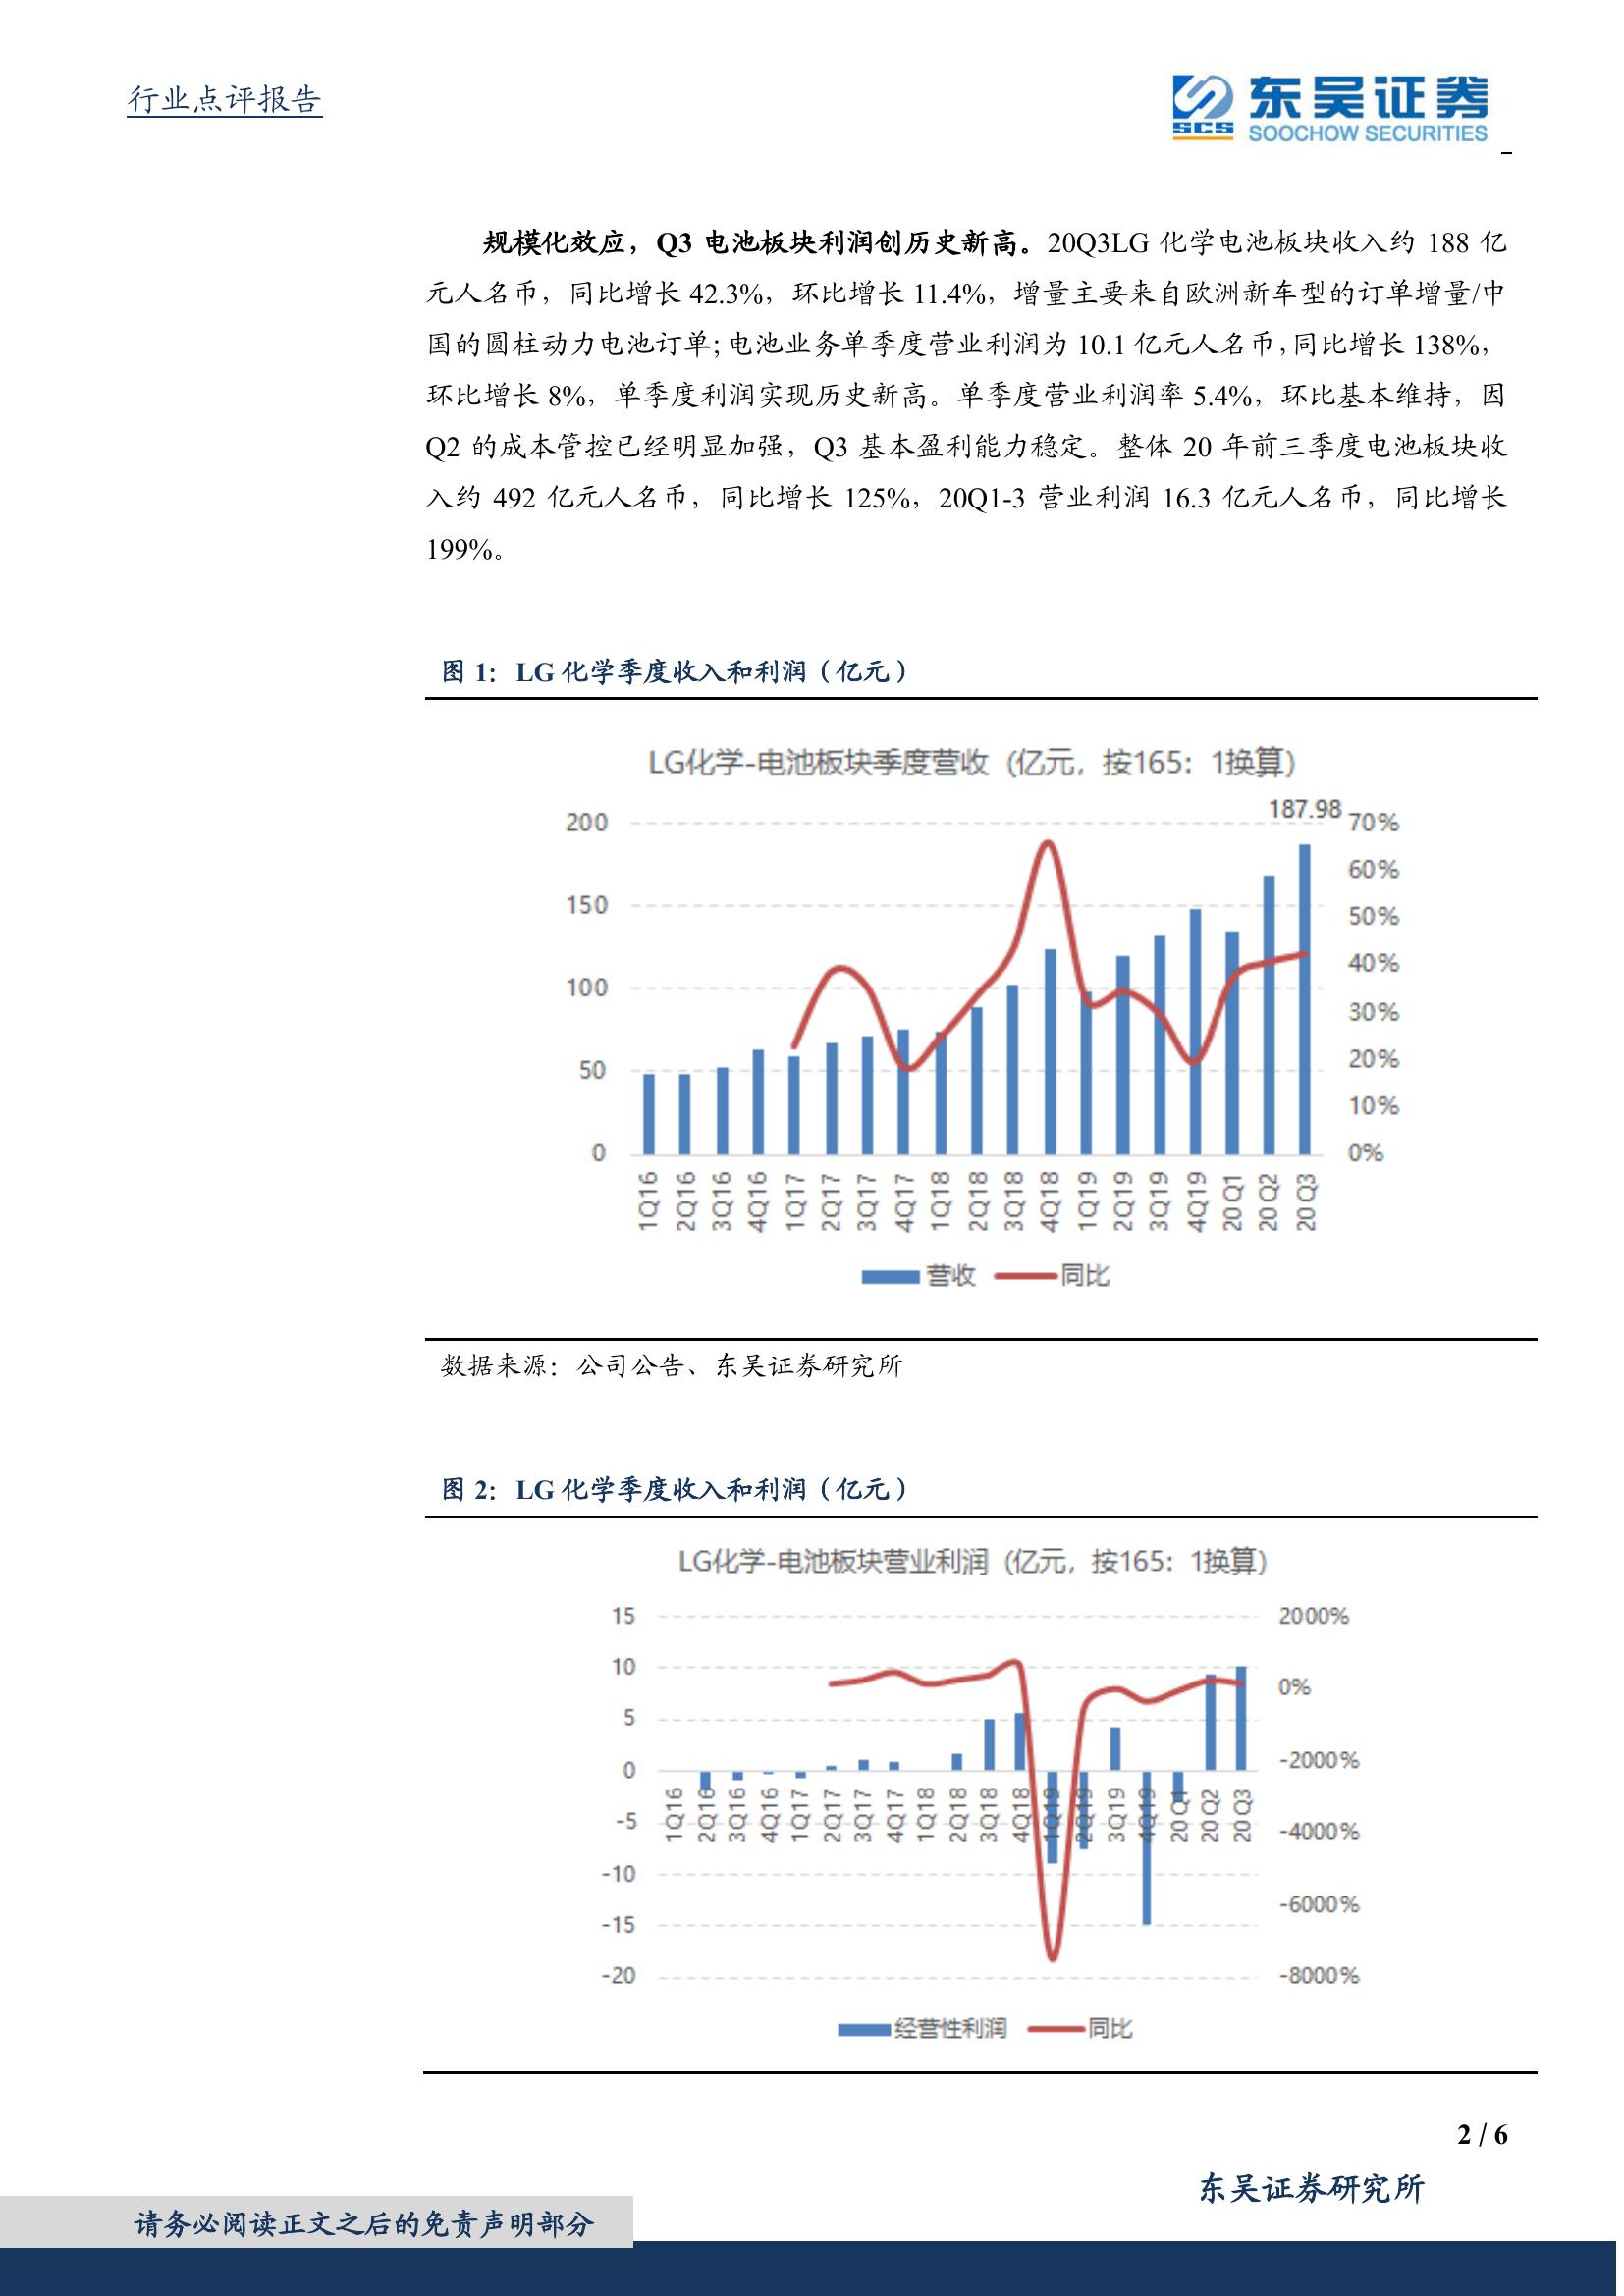 行业点评报告
东吴证券
SCS
SOOCHOW SECURITIES
规模化效应，Q3 电池板块利润创历史新高。20Q3LG 化学电池板块收入约 188 亿
元人名币，同比增长 42.3%，环比增长 11.4%，增量主要来自欧洲新车型的订单增量/中
国的圆柱动力电池订单；电池业务单季度营业利润为 10.1 亿元人名币，同比增长 138%，
环比增长 8%，单季度利润实现历史新高。单季度营业利润率 5.4%，环比基本维持，因
Q2 的成本管控已经明显加强，Q3 基本盈利能力稳定。整体 20 年前三季度电池板块收
入约 492 亿元人名币，同比增长 125%，20Q1-3 营业利润 16.3 亿元人名币，同比增长
199%。
图 1：LG 化学季度收入和利润（亿元）
LG化学-电池板块季度营收（亿元，按165：1换算）
187.98
200
150
100
50
0
70%
60%
50%
40%
30%
20%
10%
0%
1Q16 2Q16 3Q16 4Q16 1Q17 2Q17 3Q17 4Q17 1Q18 2Q18 3Q18 4Q18 1Q19 2Q19 3Q19 4Q19 20Q1 20Q2 20Q3
营收 同比
数据来源：公司公告、东吴证券研究所
图 2：LG 化学季度收入和利润（亿元）
LG化学-电池板块营业利润（亿元，按165：1换算）
15
10
5
0
-5
-10
-15
-20
2000%
0%
-2000%
-4000%
-6000%
-8000%
1Q16 2Q16 3Q16 4Q16 1Q17 2Q17 3Q17 4Q17 1Q18 2Q18 3Q18 4Q18 1Q19 2Q19 3Q19 4Q19 20Q1 20Q2 20Q3
经营性利润 同比
2 / 6
东吴证券研究所
请务必阅读正文之后的免责声明部分